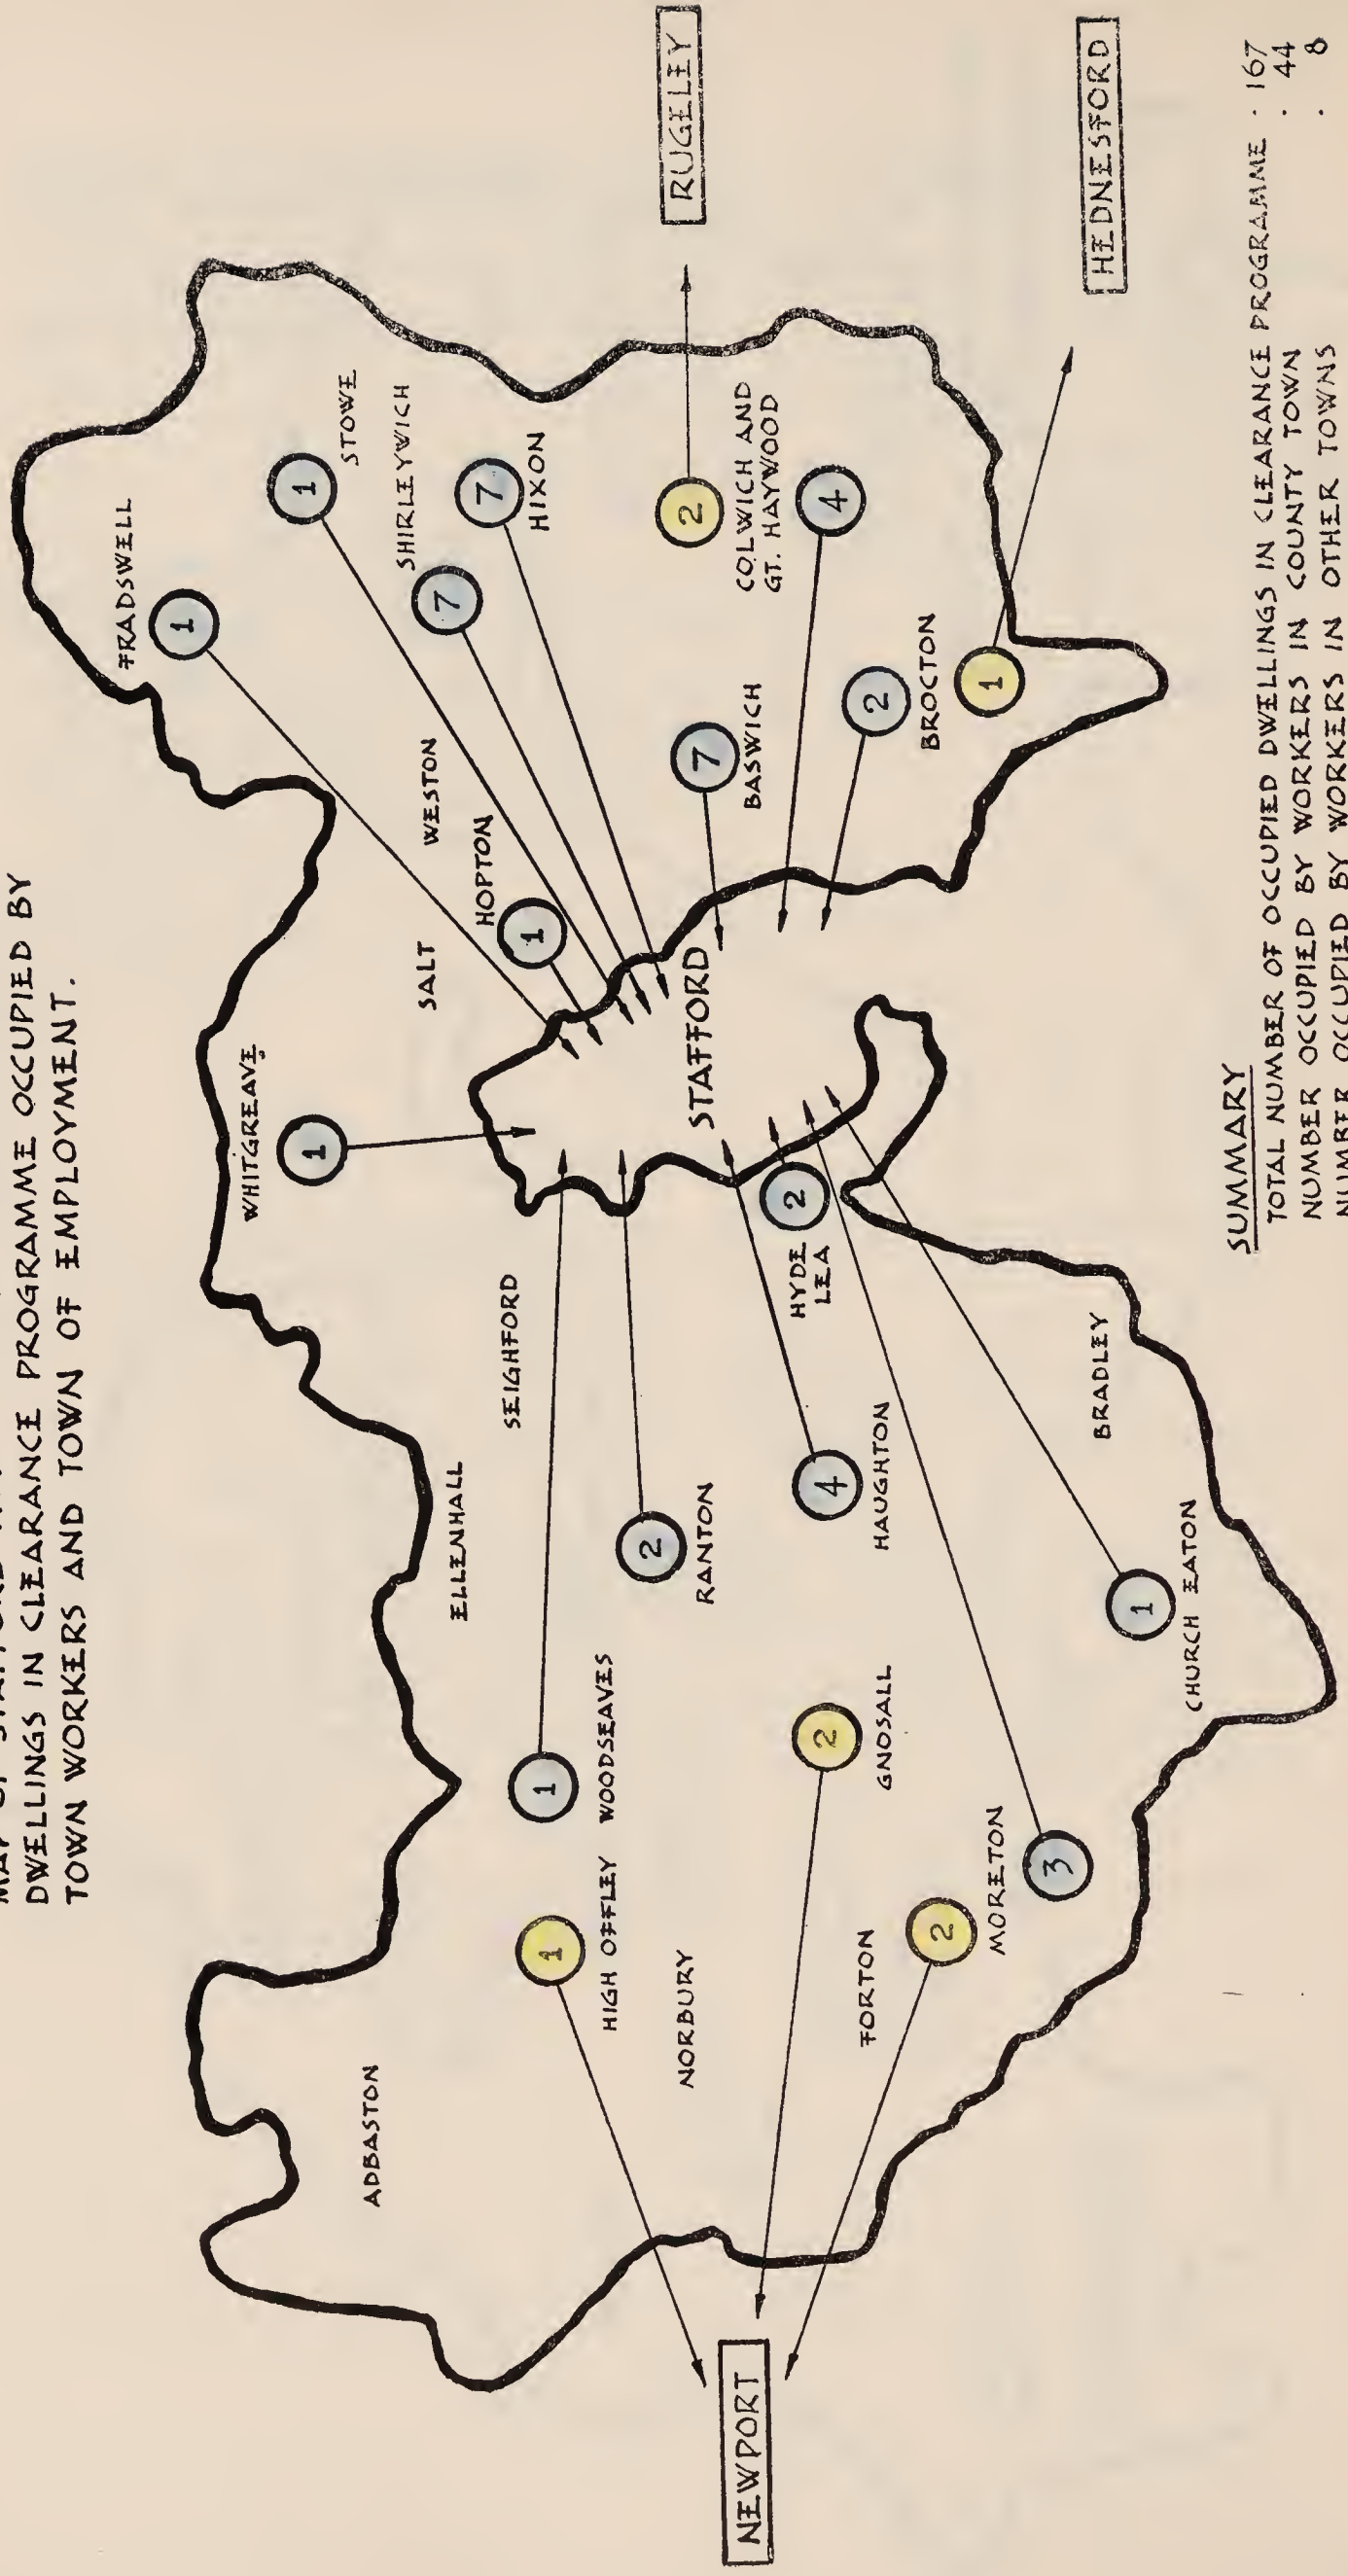 MAP OF STAFFORD
DWELLINGS IN CLEARANCE PROGRAMME OCCUPIED BY
TOWN WORKERS AND TOWN OF EMPLOYMENT.
FRADSWELL
1
WHITGREAVE
1
1
STOWE
ADBASTON
SHIRLEYWICH
7
SALT
WESTON
ELLENHALL
HOPTON
1
7
HIXON
SEIGHFORD
1
HIGH OFFLEY
1
WOODSEAVES
2
RANTON
NORBURY
STAFFORD
2
COLWICH AND
GT. HAYWOOD
4
RUGELEY
7
BASWICH
NEWPORT
2
HYDE
LEA
4
HAUGHTON
2
GNOSALL
FORTON
2
MORETON
3
2
BROCTON
1
BRADLEY
HEDNESFORD
1
CHURCH EATON
SUMMARY
TOTAL NUMBER OF OCCUPIED DWELLINGS IN CLEARANCE PROGRAMME . 167
NUMBER OCCUPIED BY WORKERS IN COUNTY TOWN . 44
NUMBER OCCUPIED BY WORKERS IN OTHER TOWNS . 8